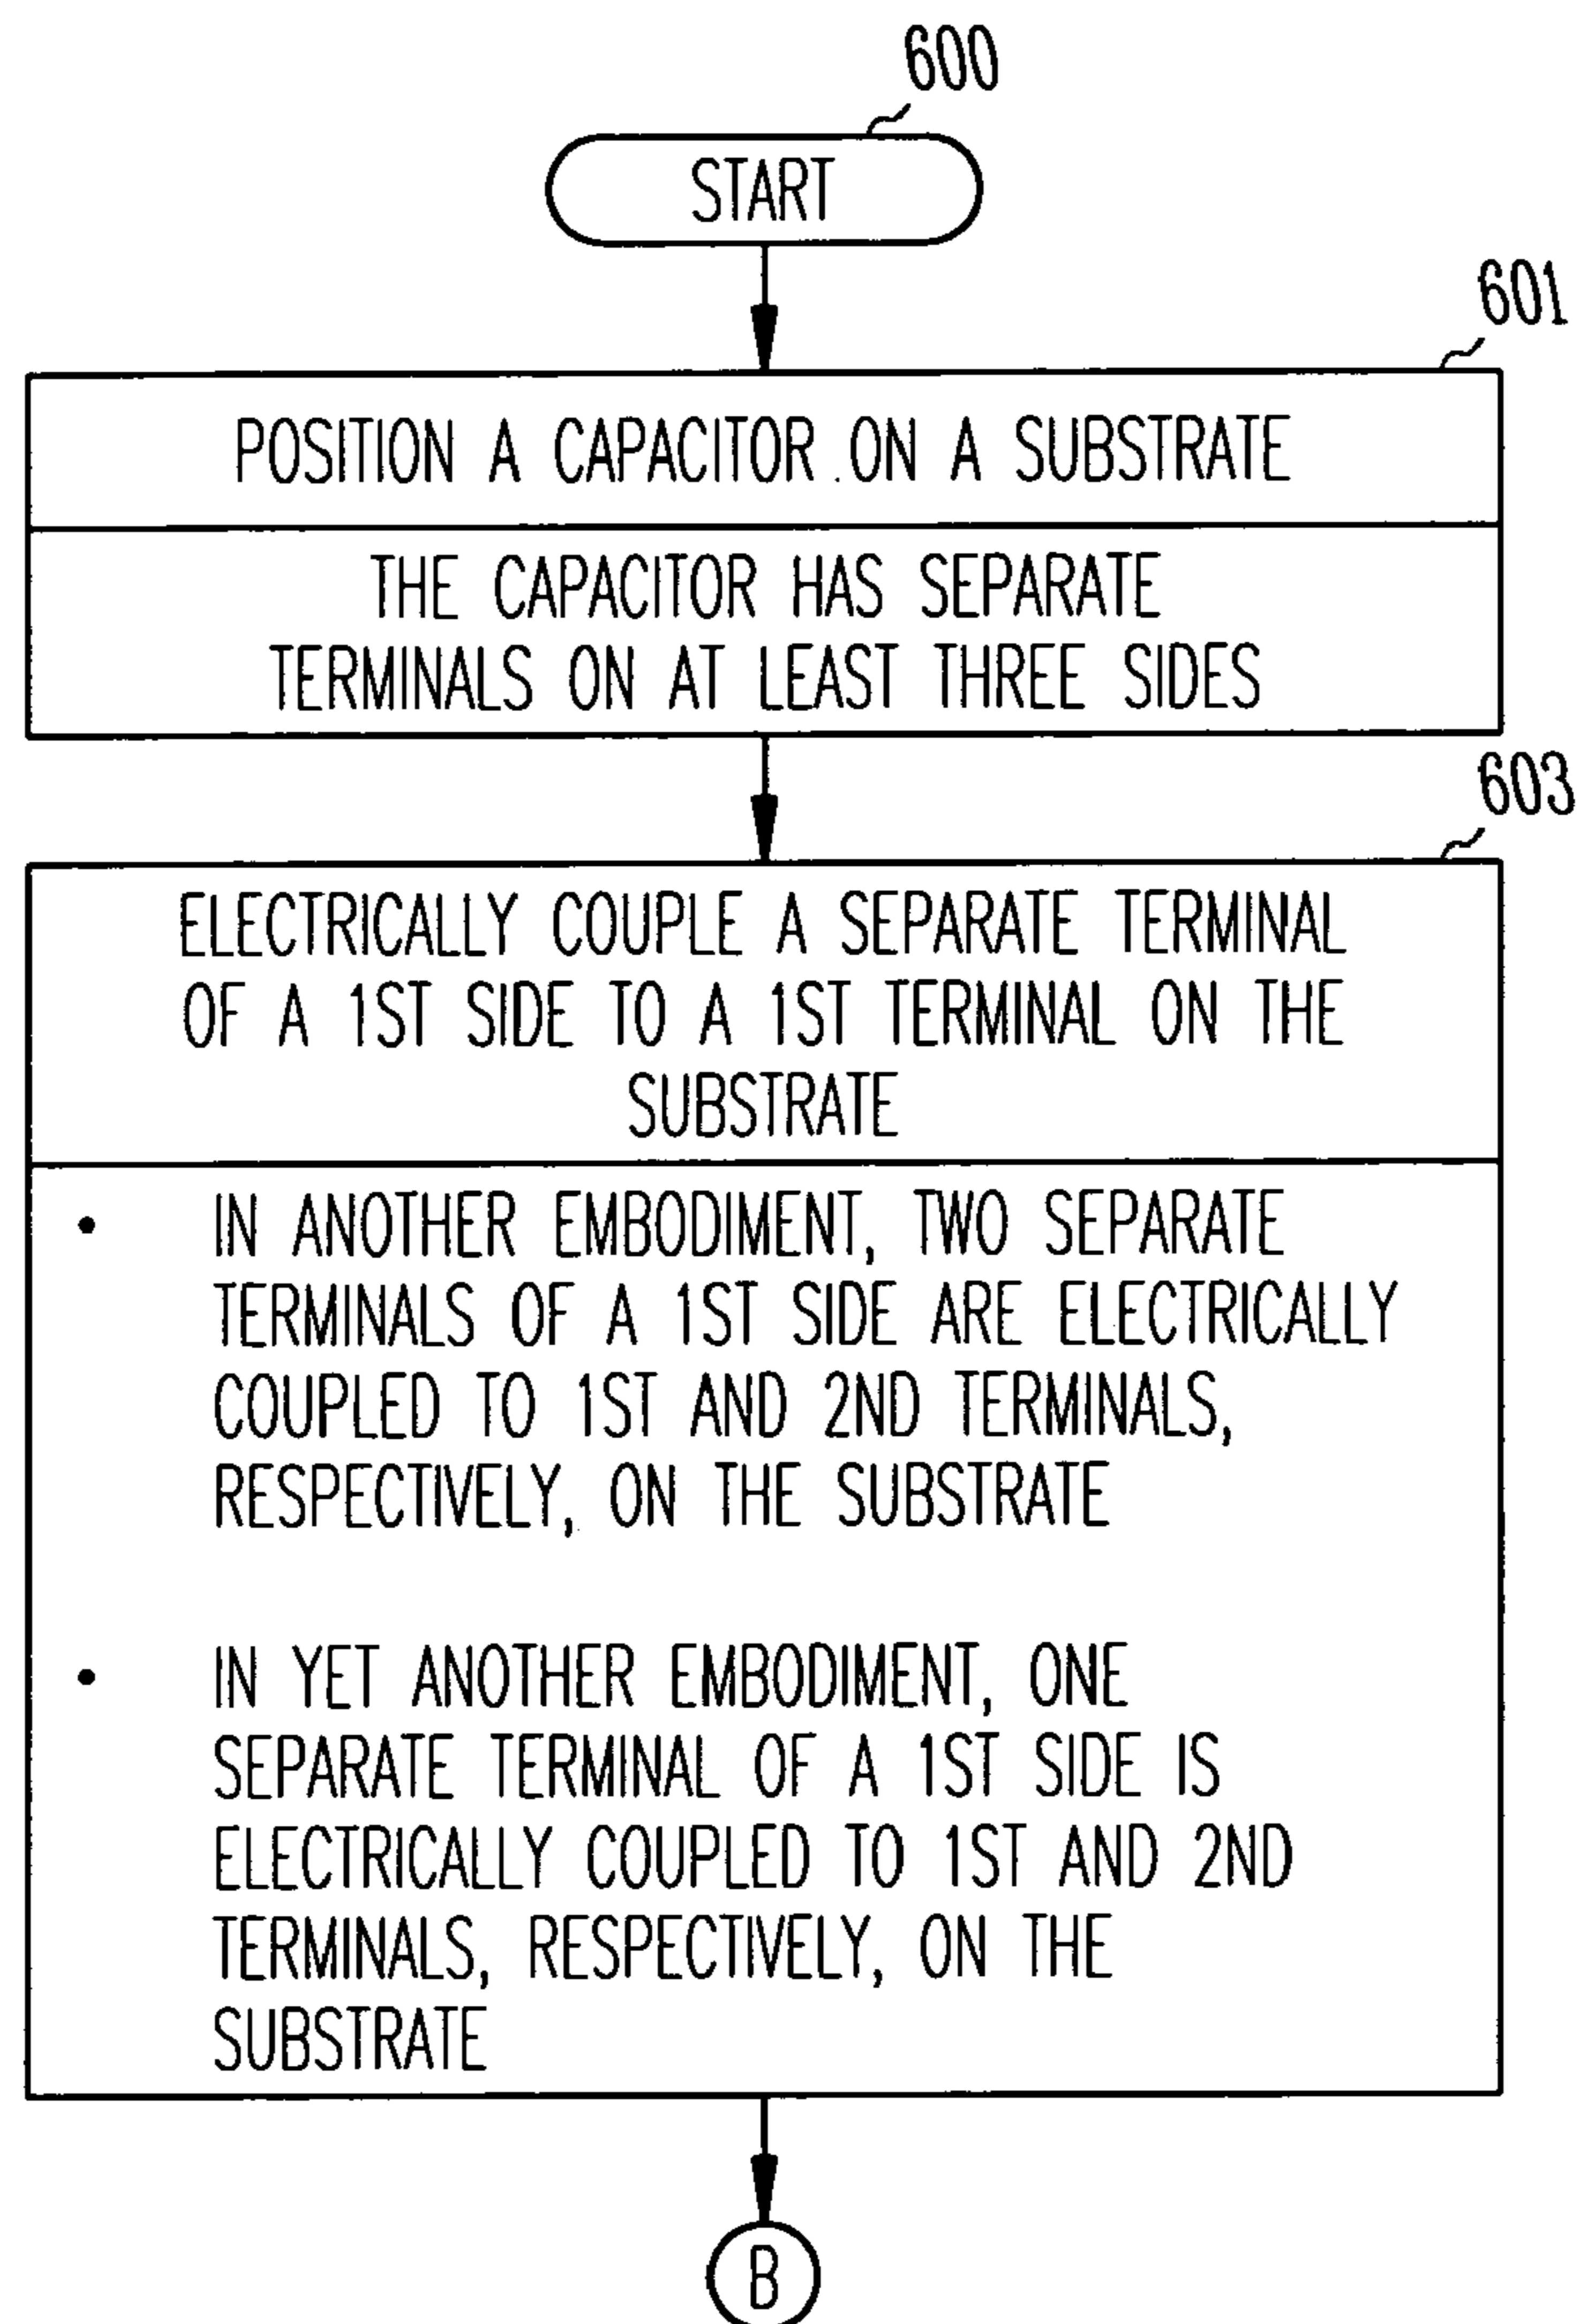 600
START
601
POSITION A CAPACITOR ON A SUBSTRATE
THE CAPACITOR HAS SEPARATE
TERMINALS ON AT LEAST THREE SIDES
603
ELECTRICALLY COUPLE A SEPARATE TERMINAL
OF A 1ST SIDE TO A 1ST TERMINAL ON THE
SUBSTRATE
• IN ANOTHER EMBODIMENT, TWO SEPARATE
TERMINALS OF A 1ST SIDE ARE ELECTRICALLY
COUPLED TO 1ST AND 2ND TERMINALS,
RESPECTIVELY, ON THE SUBSTRATE
• IN YET ANOTHER EMBODIMENT, ONE
SEPARATE TERMINAL OF A 1ST SIDE IS
ELECTRICALLY COUPLED TO 1ST AND 2ND
TERMINALS, RESPECTIVELY, ON THE
SUBSTRATE
B